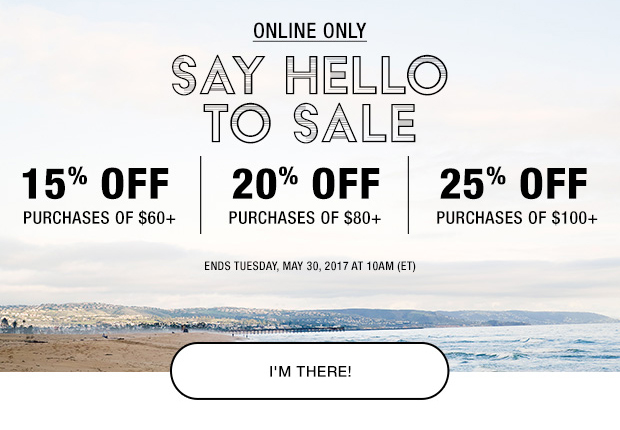 ONLINE ONLY
SAY HELLO
TO SALE
15% OFF
PURCHASES OF $60+
20% OFF
PURCHASES OF $80+
25% OFF
PURCHASES OF $100+
ENDS TUESDAY, MAY 30, 2017 AT 10AM (ET)
I'M THERE!